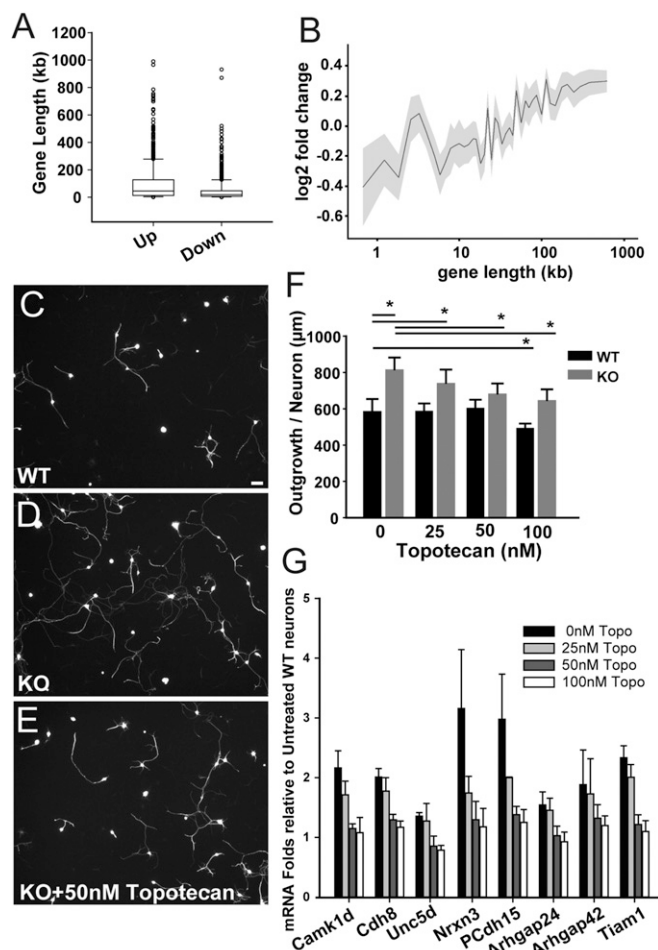 A
Gene Length (kb)
1200
1000
800
600
400
200
0
Up
Down
B
log2 fold change
0.4
0.2
0.0
-0.2
-0.4
-0.6
1
10
100
1000
gene length (kb)
C
WT
D
KO
E
KO+50nM Topotecan
F
Outgrowth / Neuron (µm)
1000
800
600
400
200
0
* * * * *
WT
KO
0 25 50 100
Topotecan (nM)
G
mRNA Folds relative to Untreated WT neurons
5
4
3
2
1
0
0nM Topo
25nM Topo
50nM Topo
100nM Topo
Camk1d
Cdh8
Unc5d
Nrxn3
PCdh15
Arhgap24
Arhgap42
Tiam1